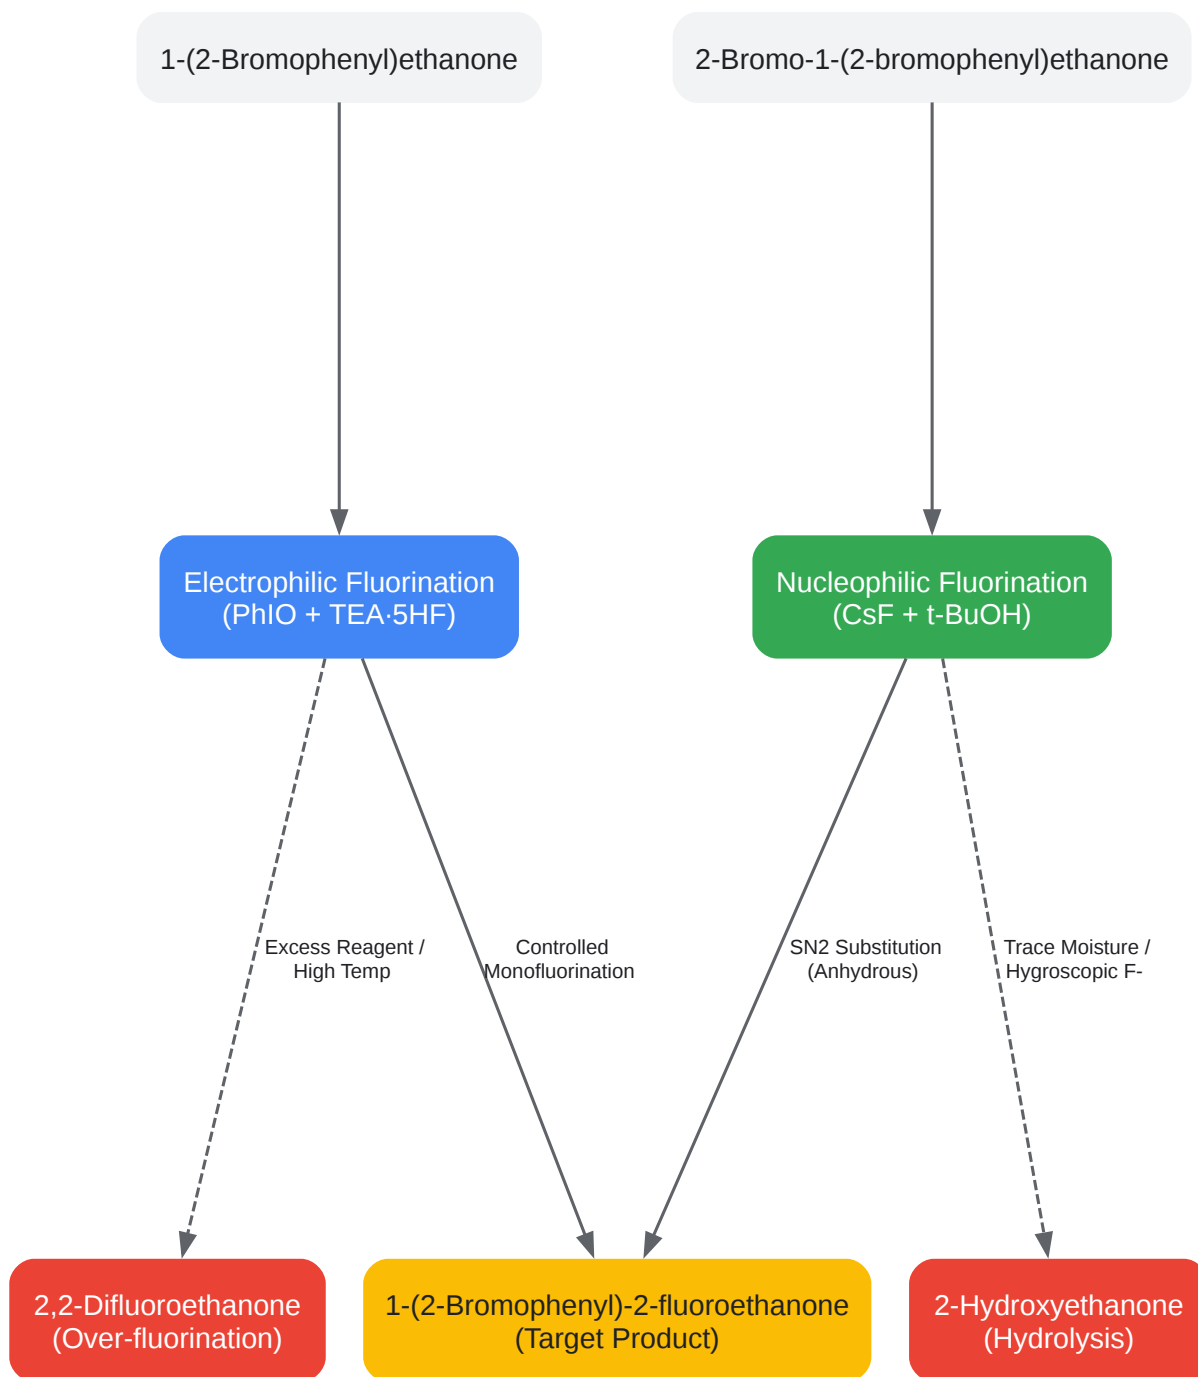 1-(2-Bromophenyl)ethanone
2-Bromo-1-(2-bromophenyl)ethanone
Electrophilic Fluorination
(PhIO + TEA·5HF)
Nucleophilic Fluorination
(CsF + t-BuOH)
Excess Reagent /
High Temp
Controlled
Monofluorination
SN2 Substitution
(Anhydrous)
Trace Moisture /
Hygroscopic F-
2,2-Difluoroethanone
(Over-fluorination)
1-(2-Bromophenyl)-2-fluoroethanone
(Target Product)
2-Hydroxyethanone
(Hydrolysis)